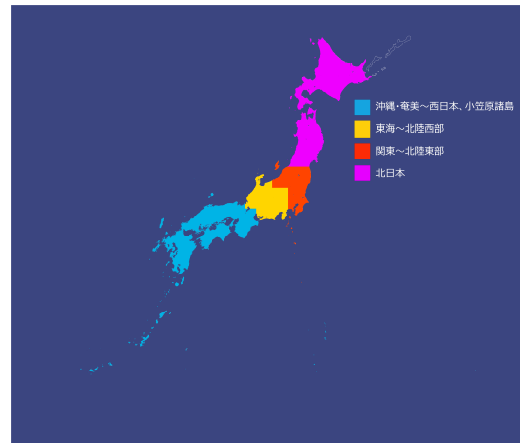 沖縄・奄美～西日本、小笠原諸島
東海～北陸西部
関東～北陸東部
北日本